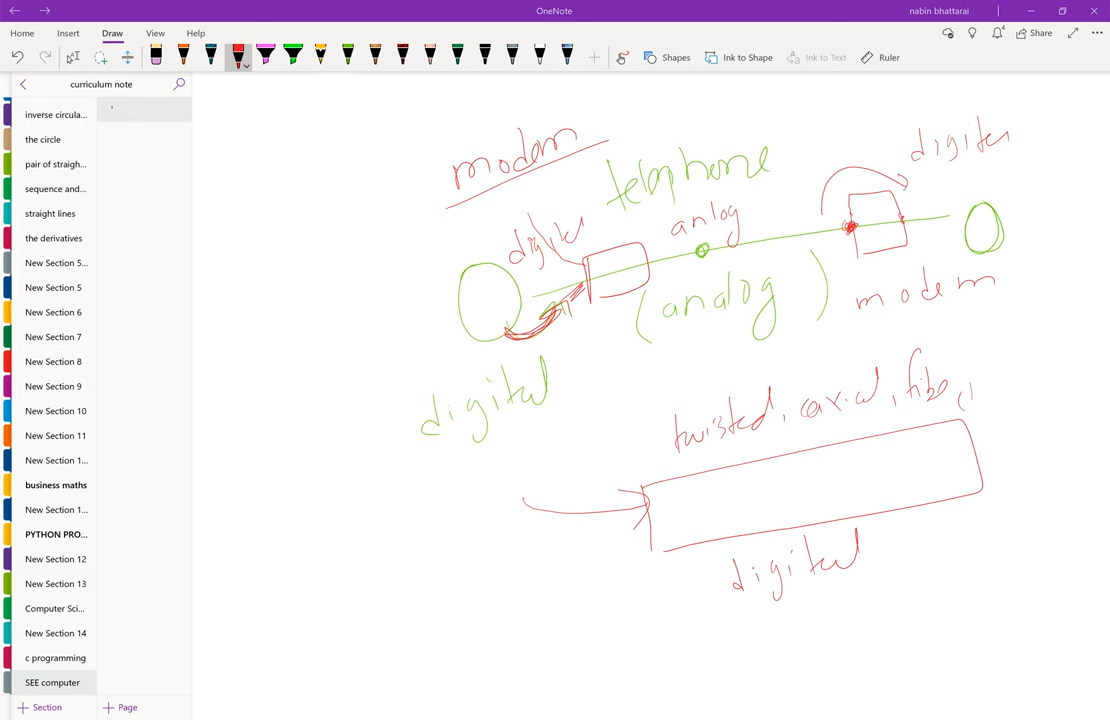 OneNote
nabin bhattarai
Home Insert Draw View Help
4 Share
Shapes Ink to Shape Ink to Text Ruler
curriculum note
inverse circula...
the circle
pair of straigh...
sequence and...
straight lines
the derivatives
New Section 5...
New Section 5
New Section 6
New Section 7
New Section 8
New Section 9
New Section 10
New Section 11
New Section 1...
business maths
New Section 1...
PYTHON PRO...
New Section 12
New Section 13
Computer Sci...
New Section 14
c programming
SEE computer
Section Page
modem
telephone
digiter
anlog
(analog)
modem
digital
twisted, coxial, fibe
digital